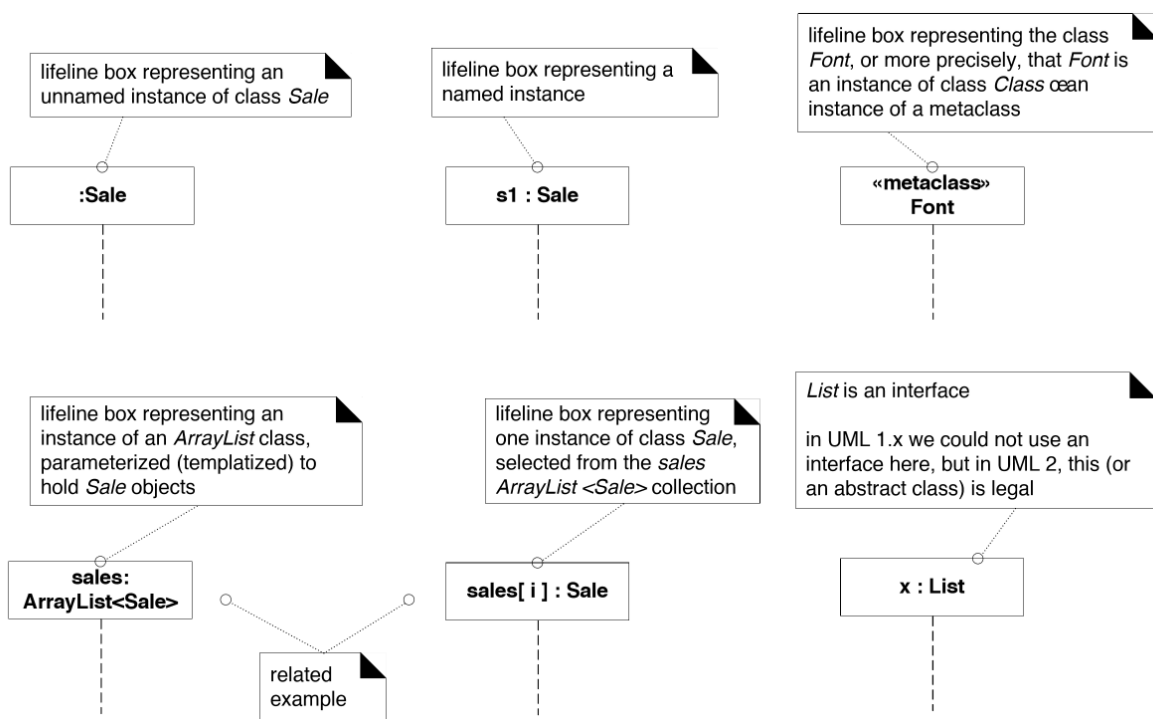 lifeline box representing an
unnamed instance of class Sale
:Sale
lifeline box representing a
named instance
s1 : Sale
lifeline box representing the class
Font, or more precisely, that Font is
an instance of class Class œan
instance of a metaclass
«metaclass»
Font
lifeline box representing an
instance of an ArrayList class,
parameterized (templatized) to
hold Sale objects
sales:
ArrayList<Sale>
related
example
lifeline box representing
one instance of class Sale,
selected from the sales
ArrayList <Sale> collection
sales[ i ] : Sale
List is an interface
in UML 1.x we could not use an
interface here, but in UML 2, this (or
an abstract class) is legal
x : List